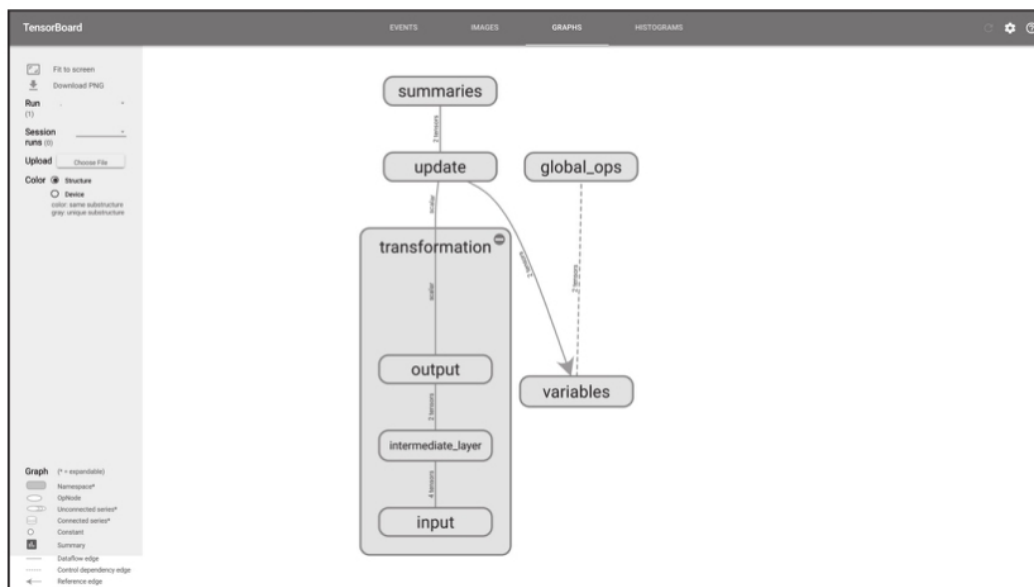 TensorBoard
EVENTS
IMAGES
GRAPHS
HISTOGRAMS
Fit to screen
Download PNG
Run
(1)
Session
runs (0)
Upload
Choose File
Color
Structure
Device
color: same substructure
gray: unique substructure
summaries
2 tensors
update
global_ops
scalar
transformation
2 tensors
2 tensors
scalar
output
variables
2 tensors
intermediate_layer
4 tensors
input
Graph (* = expandable)
Namespace*
OpNode
Unconnected series*
Connected series*
Constant
Summary
Dataflow edge
Control dependency edge
Reference edge